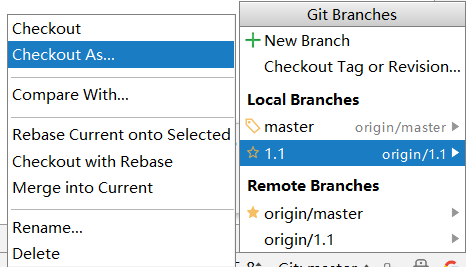 Checkout
Checkout As...
Compare With...
Rebase Current onto Selected
Checkout with Rebase
Merge into Current
Rename...
Delete
Git Branches
New Branch
Checkout Tag or Revision...
Local Branches
master origin/master
1.1 origin/1.1
Remote Branches
origin/master
origin/1.1